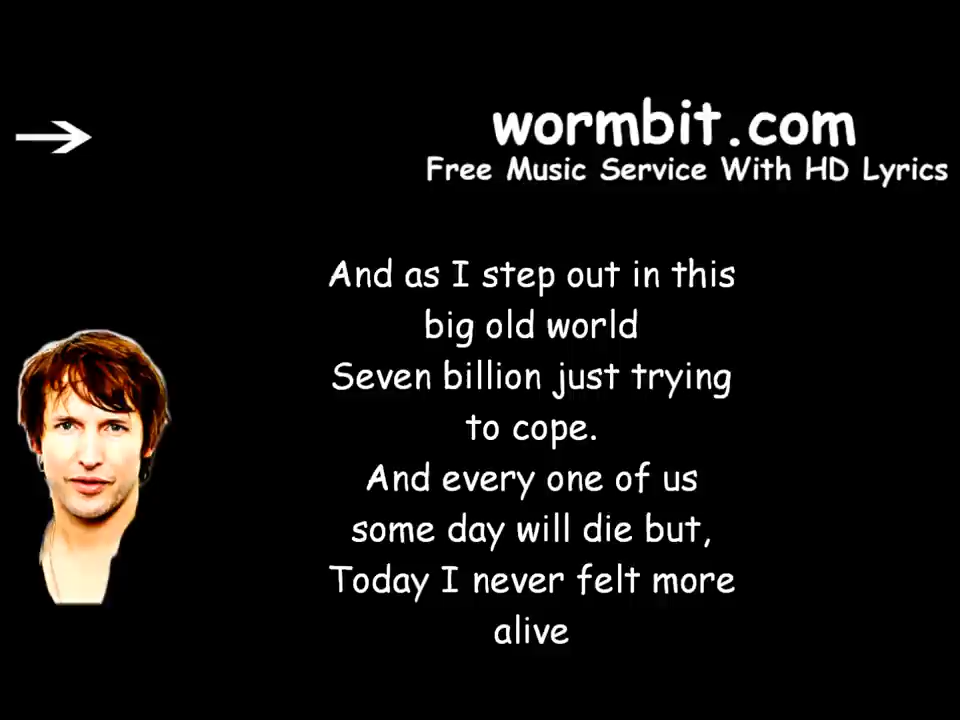 wormbit.com
Free Music Service With HD Lyrics
And as I step out in this
big old world
Seven billion just trying
to cope.
And every one of us
some day will die but,
Today I never felt more
alive